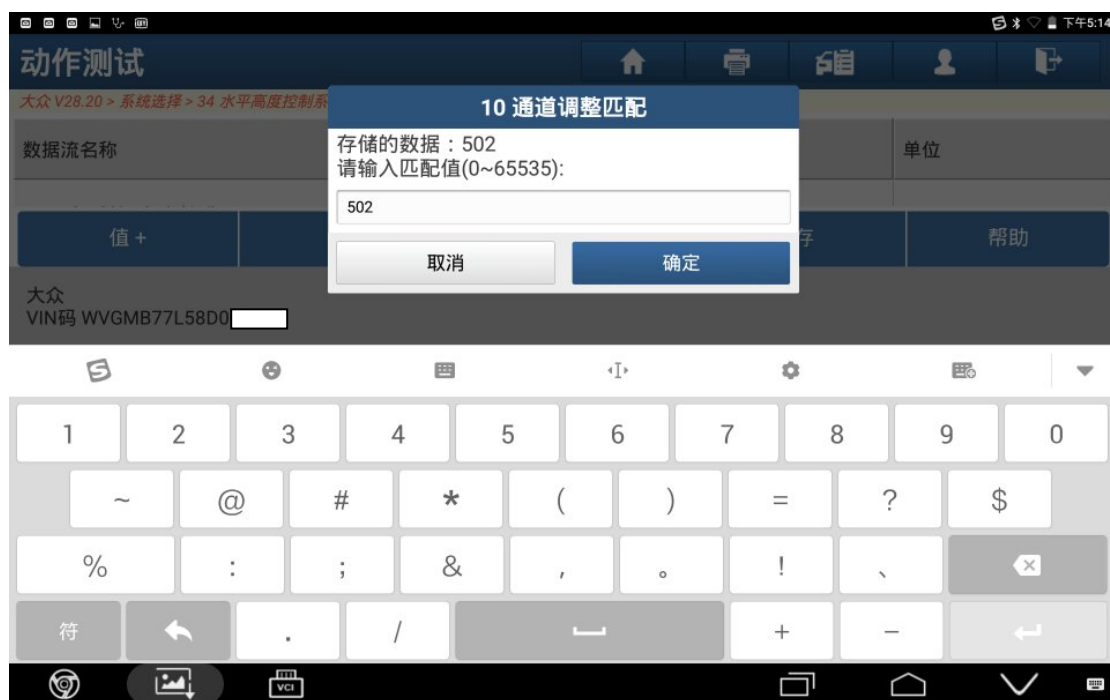 下午5:14
动作测试
大众 V28.20 > 系统选择 > 34 水平高度控制系
10 通道调整匹配
数据流名称
单位
存储的数据：502
请输入匹配值(0~65535):
502
值 +
存
帮助
取消
确定
大众
VIN码 WVGMB77L58D0
1 2 3 4 5 6 7 8 9 0
~ @ # * ( ) = ? $
% : ; & , 。 ! 、
符 . / + -
VCI